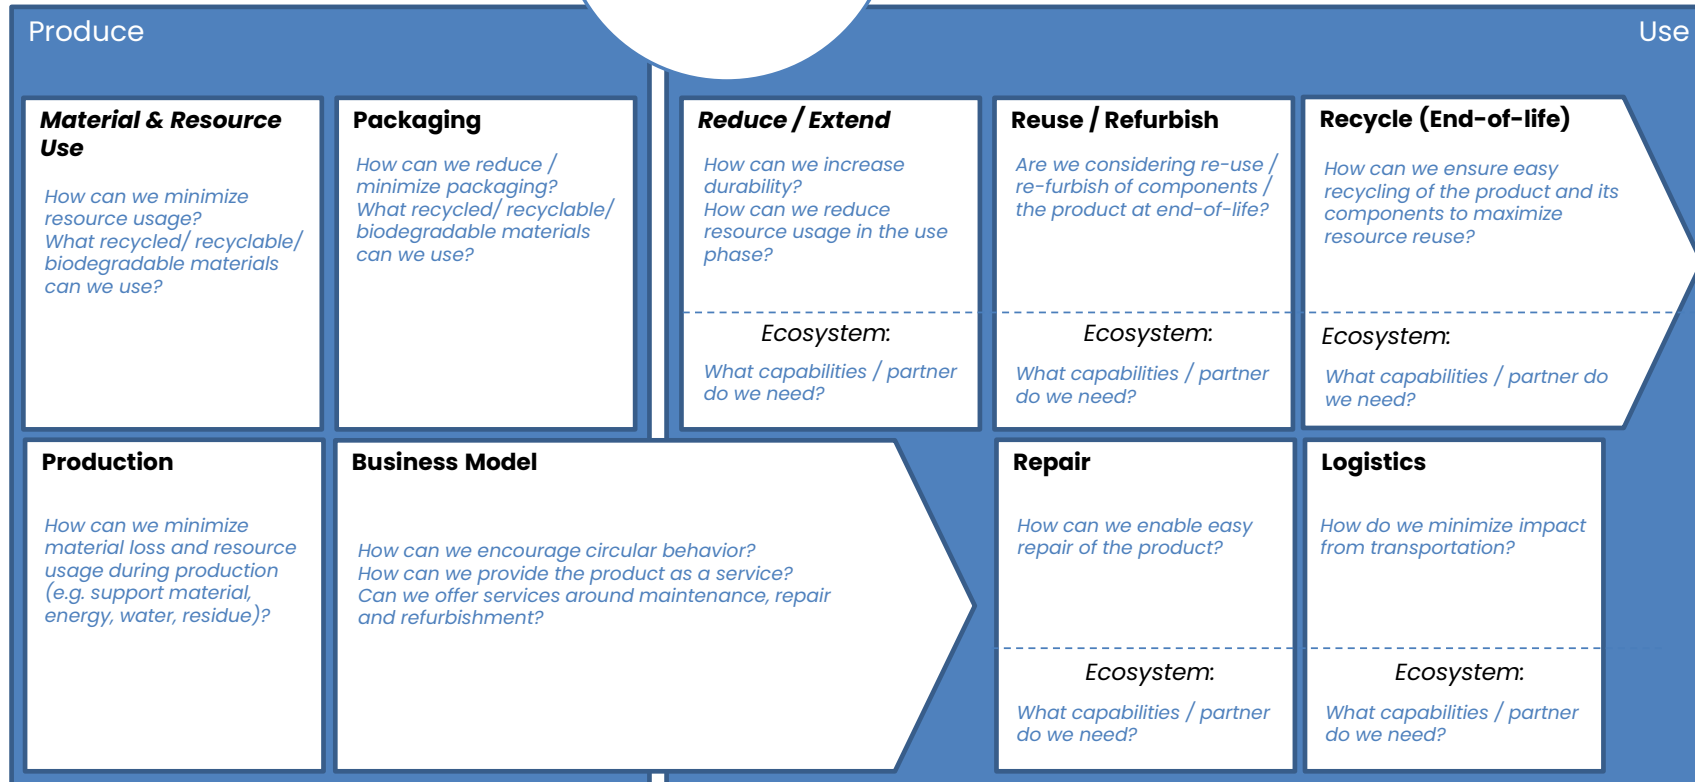 Produce
Use
Material & Resource
Use
How can we minimize
resource usage?
What recycled/ recyclable/
biodegradable materials
can we use?
Packaging
How can we reduce /
minimize packaging?
What recycled/ recyclable/
biodegradable materials
can we use?
Reduce / Extend
How can we increase
durability?
How can we reduce
resource usage in the use
phase?
Ecosystem:
What capabilities / partner
do we need?
Reuse / Refurbish
Are we considering re-use /
re-furbish of components /
the product at end-of-life?
Ecosystem:
What capabilities / partner
do we need?
Recycle (End-of-life)
How can we ensure easy
recycling of the product and its
components to maximize
resource reuse?
Ecosystem:
What capabilities / partner do
we need?
Production
How can we minimize
material loss and resource
usage during production
(e.g. support material,
energy, water, residue)?
Business Model
How can we encourage circular behavior?
How can we provide the product as a service?
Can we offer services around maintenance, repair
and refurbishment?
Repair
How can we enable easy
repair of the product?
Ecosystem:
What capabilities / partner
do we need?
Logistics
How do we minimize impact
from transportation?
Ecosystem:
What capabilities / partner
do we need?